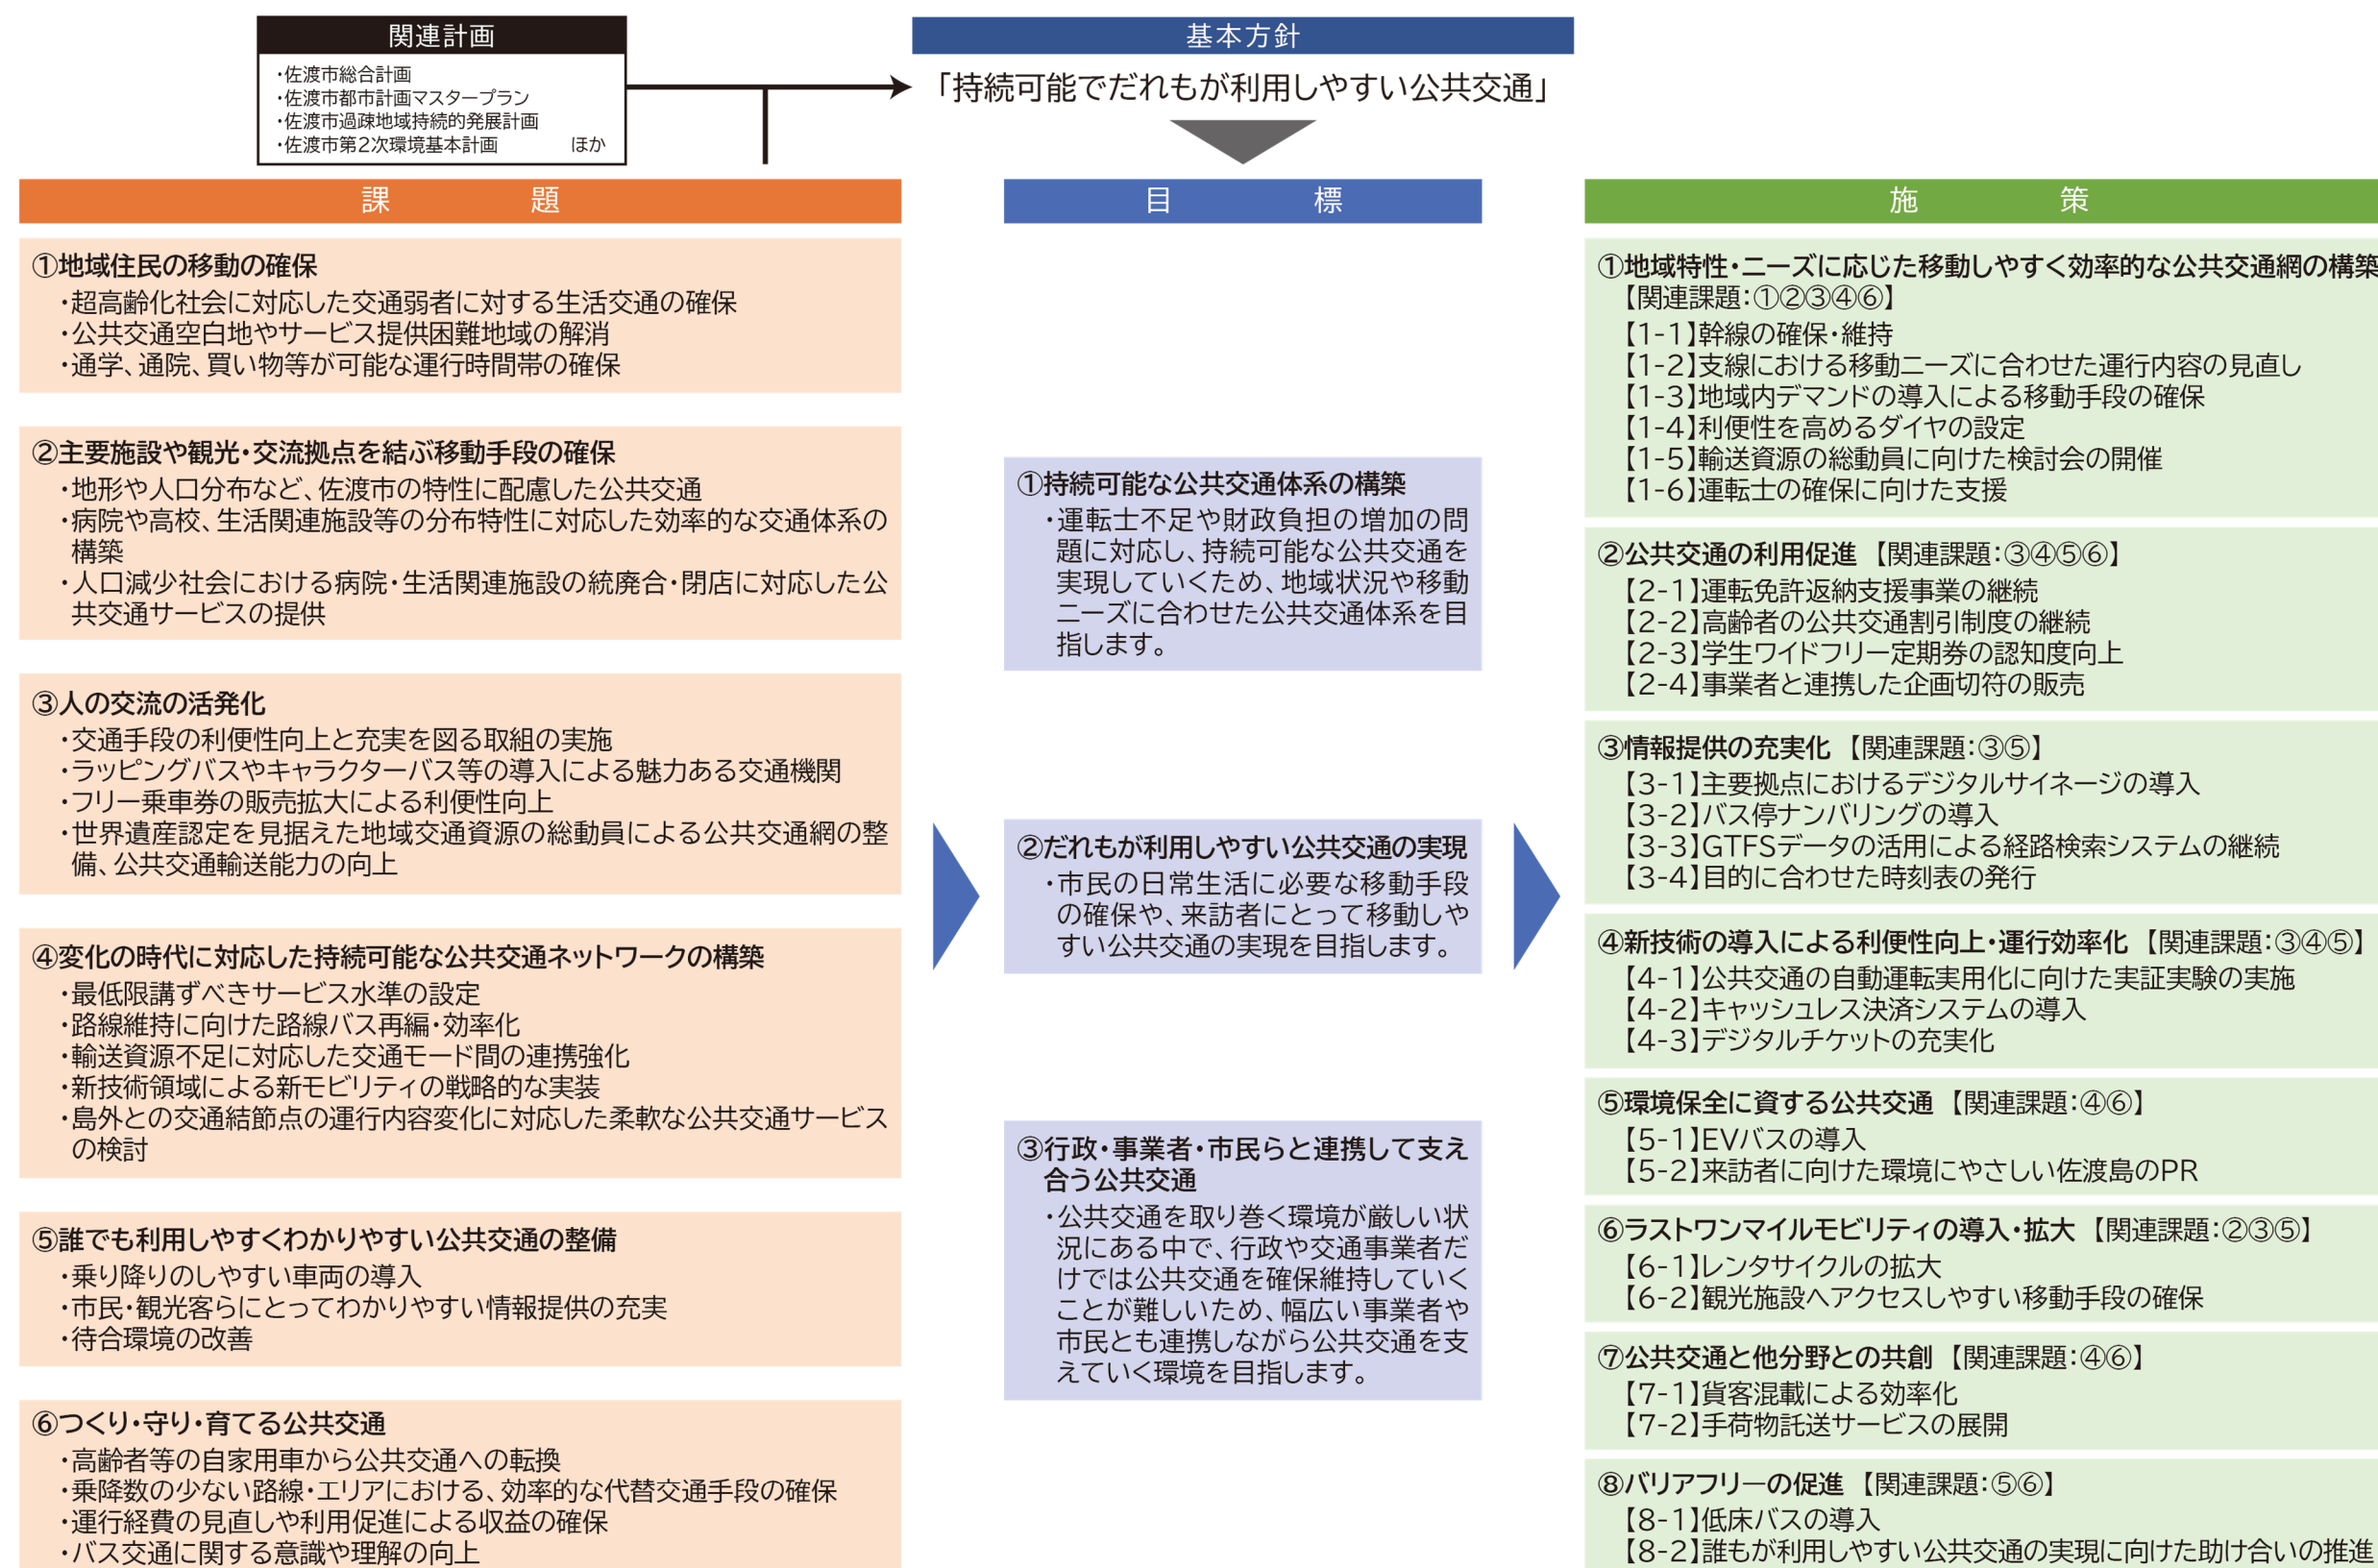 関連計画
・佐渡市総合計画
・佐渡市都市計画マスタープラン
・佐渡市過疎地域持続的発展計画
・佐渡市第2次環境基本計画　ほか
基本方針
「持続可能でだれもが利用しやすい公共交通」
課　題
①地域住民の移動の確保
・超高齢化社会に対応した交通弱者に対する生活交通の確保
・公共交通空白地やサービス提供困難地域の解消
・通学、通院、買い物等が可能な運行時間帯の確保
②主要施設や観光・交流拠点を結ぶ移動手段の確保
・地形や人口分布など、佐渡市の特性に配慮した公共交通
・病院や高校、生活関連施設等の分布特性に対応した効率的な交通体系の
構築
・人口減少社会における病院・生活関連施設の統廃合・閉店に対応した公
共交通サービスの提供
③人の交流の活発化
・交通手段の利便性向上と充実を図る取組の実施
・ラッピングバスやキャラクターバス等の導入による魅力ある交通機関
・フリー乗車券の販売拡大による利便性向上
・世界遺産認定を見据えた地域交通資源の総動員による公共交通網の整
備、公共交通輸送能力の向上
④変化の時代に対応した持続可能な公共交通ネットワークの構築
・最低限講ずべきサービス水準の設定
・路線維持に向けた路線バス再編・効率化
・輸送資源不足に対応した交通モード間の連携強化
・新技術領域による新モビリティの戦略的な実装
・島外との交通結節点の運行内容変化に対応した柔軟な公共交通サービス
の検討
⑤誰でも利用しやすくわかりやすい公共交通の整備
・乗り降りのしやすい車両の導入
・市民・観光客らにとってわかりやすい情報提供の充実
・待合環境の改善
⑥つくり・守り・育てる公共交通
・高齢者等の自家用車から公共交通への転換
・乗降数の少ない路線・エリアにおける、効率的な代替交通手段の確保
・運行経費の見直しや利用促進による収益の確保
・バス交通に関する意識や理解の向上
目　標
①持続可能な公共交通体系の構築
・運転士不足や財政負担の増加の問
題に対応し、持続可能な公共交通を
実現していくため、地域状況や移動
ニーズに合わせた公共交通体系を目
指します。
②だれもが利用しやすい公共交通の実現
・市民の日常生活に必要な移動手段
の確保や、来訪者にとって移動しや
すい公共交通の実現を目指します。
③行政・事業者・市民らと連携して支え
合う公共交通
・公共交通を取り巻く環境が厳しい状
況にある中で、行政や交通事業者だ
けでは公共交通を確保維持していく
ことが難しいため、幅広い事業者や
市民とも連携しながら公共交通を支
えていく環境を目指します。
施　策
①地域特性・ニーズに応じた移動しやすく効率的な公共交通網の構築
【関連課題：①②③④⑥】
【1-1】幹線の確保・維持
【1-2】支線における移動ニーズに合わせた運行内容の見直し
【1-3】地域内デマンドの導入による移動手段の確保
【1-4】利便性を高めるダイヤの設定
【1-5】輸送資源の総動員に向けた検討会の開催
【1-6】運転士の確保に向けた支援
②公共交通の利用促進 【関連課題：③④⑤⑥】
【2-1】運転免許返納支援事業の継続
【2-2】高齢者の公共交通割引制度の継続
【2-3】学生ワイドフリー定期券の認知度向上
【2-4】事業者と連携した企画切符の販売
③情報提供の充実化 【関連課題：③⑤】
【3-1】主要拠点におけるデジタルサイネージの導入
【3-2】バス停ナンバリングの導入
【3-3】GTFSデータの活用による経路検索システムの継続
【3-4】目的に合わせた時刻表の発行
④新技術の導入による利便性向上・運行効率化 【関連課題：③④⑤】
【4-1】公共交通の自動運転実用化に向けた実証実験の実施
【4-2】キャッシュレス決済システムの導入
【4-3】デジタルチケットの充実化
⑤環境保全に資する公共交通 【関連課題：④⑥】
【5-1】EVバスの導入
【5-2】来訪者に向けた環境にやさしい佐渡島のPR
⑥ラストワンマイルモビリティの導入・拡大 【関連課題：②③⑤】
【6-1】レンタサイクルの拡大
【6-2】観光施設へアクセスしやすい移動手段の確保
⑦公共交通と他分野との共創 【関連課題：④⑥】
【7-1】貨客混載による効率化
【7-2】手荷物託送サービスの展開
⑧バリアフリーの促進 【関連課題：⑤⑥】
【8-1】低床バスの導入
【8-2】誰もが利用しやすい公共交通の実現に向けた助け合いの推進